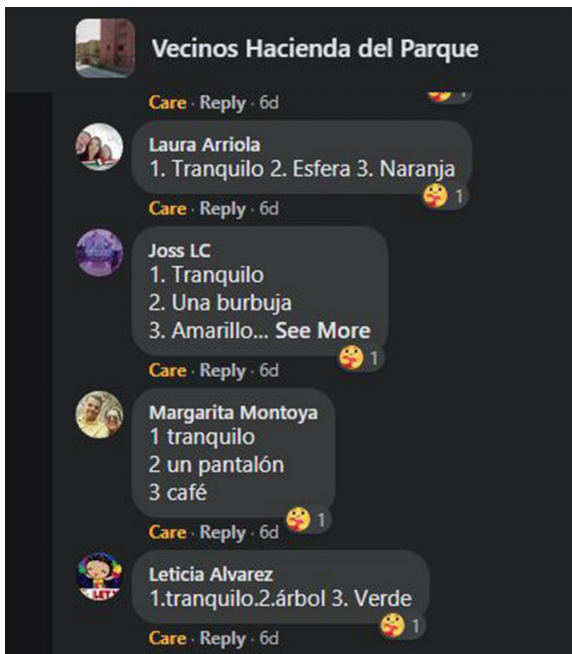 Vecinos Hacienda del Parque
Care · Reply · 6d
1
Laura Arriola
1. Tranquilo 2. Esfera 3. Naranja
1
Care · Reply · 6d
Joss LC
1. Tranquilo
2. Una burbuja
3. Amarillo... See More
1
Care · Reply · 6d
Margarita Montoya
1 tranquilo
2 un pantalón
3 café
1
Care · Reply · 6d
LETY
Leticia Alvarez
1.tranquilo.2.árbol 3. Verde
1
Care · Reply · 6d